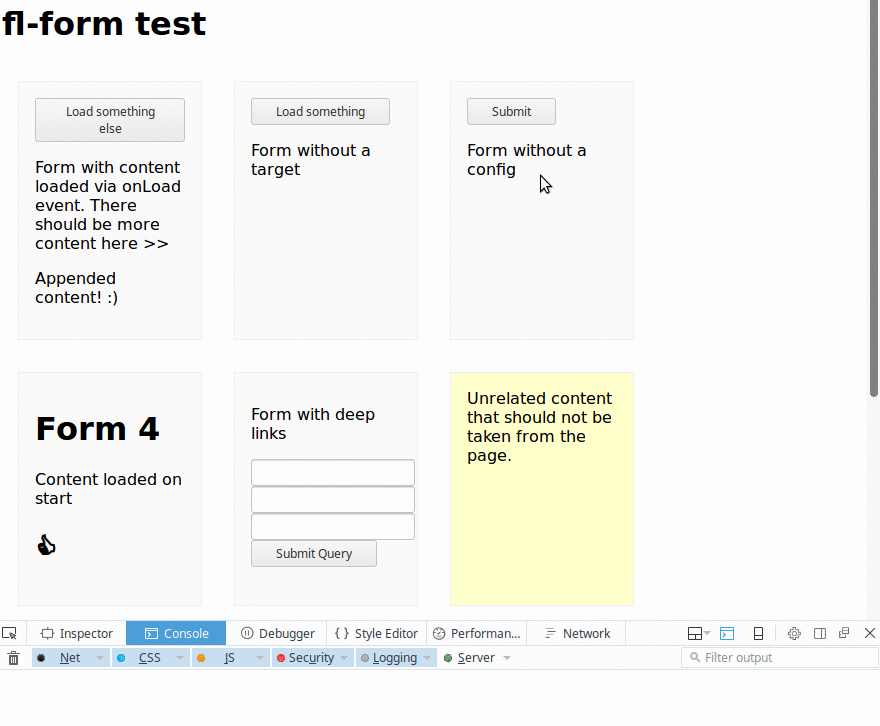 fl-form test
Load something
else
Form with content
loaded via onLoad
event. There
should be more
content here >>
Appended
content! :)
Load something
Form without a
target
Submit
Form without a
config
Form 4
Content loaded on
start
Form with deep
links
Submit Query
Unrelated content
that should not be
taken from the
page.
Inspector
Console
Debugger
{ } Style Editor
Performan...
Network
Net
CSS
JS
Security
Logging
Server
Filter output